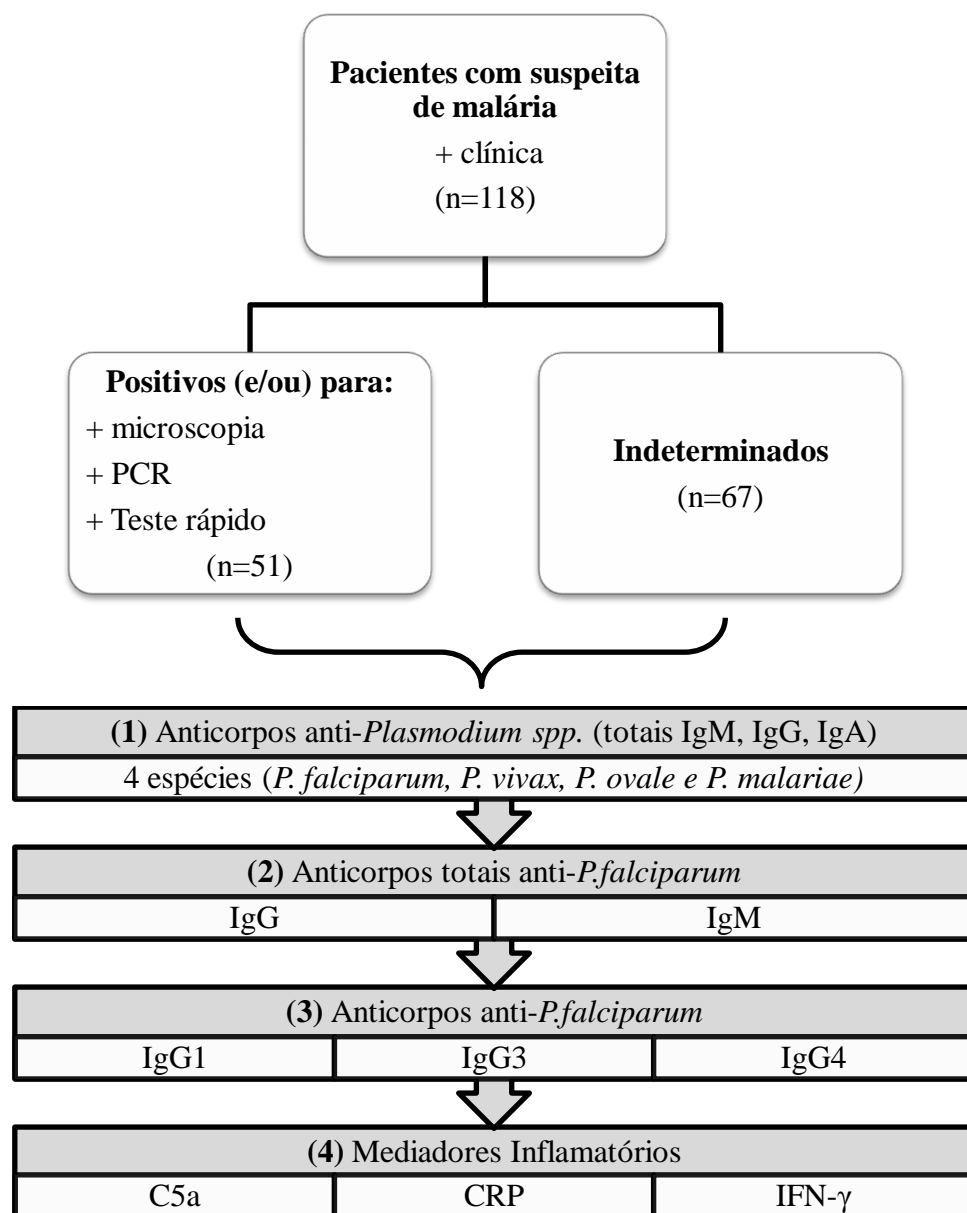 Pacientes com suspeita
de malária
+ clínica
(n=118)
Positivos (e/ou) para:
+ microscopia
+ PCR
+ Teste rápido
(n=51)
Indeterminados
(n=67)
(1) Anticorpos anti-Plasmodium spp. (totais IgM, IgG, IgA)
4 espécies (P. falciparum, P. vivax, P. ovale e P. malariae)
(2) Anticorpos totais anti-P.falciparum
IgG IgM
(3) Anticorpos anti-P.falciparum
IgG1 IgG3 IgG4
(4) Mediadores Inflamatórios
C5a CRP IFN-γ